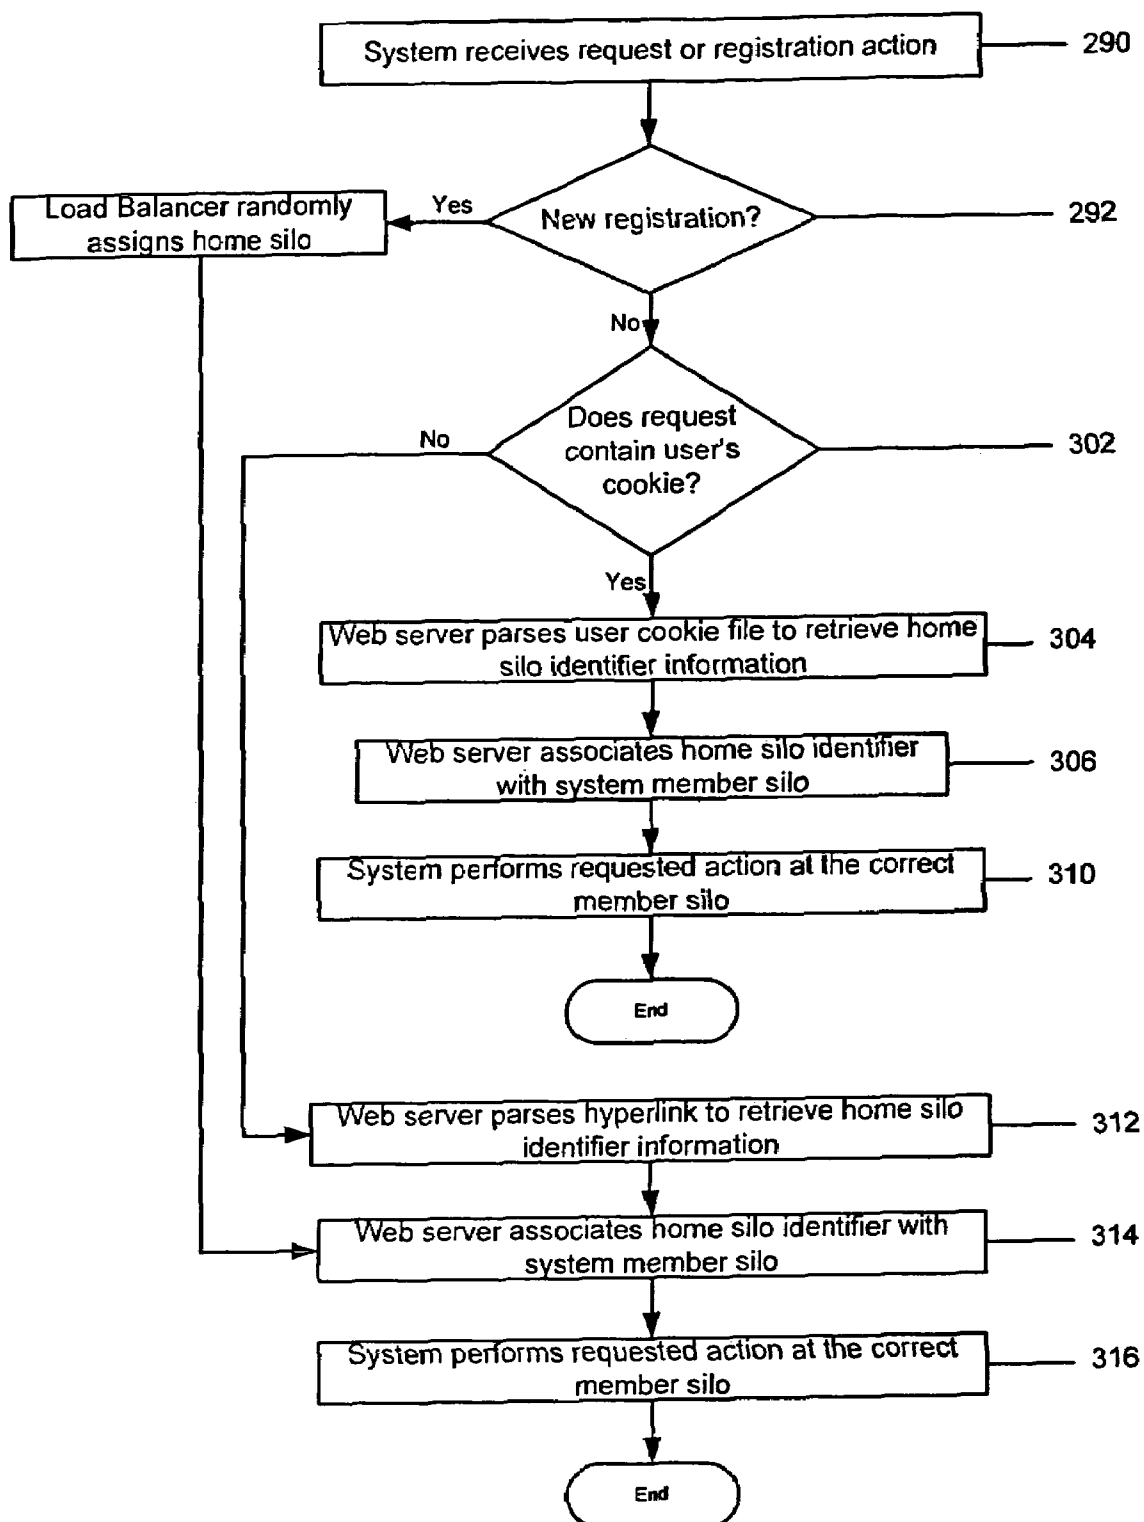 System receives request or registration action
290
Load Balancer randomly
assigns home silo
Yes
New registration?
292
No
Does request
contain user's
cookie?
302
No
Yes
Web server parses user cookie file to retrieve home
silo identifier information
304
Web server associates home silo identifier
with system member silo
306
System performs requested action at the correct
member silo
310
End
Web server parses hyperlink to retrieve home silo
identifier information
312
Web server associates home silo identifier with
system member silo
314
System performs requested action at the correct
member silo
316
End